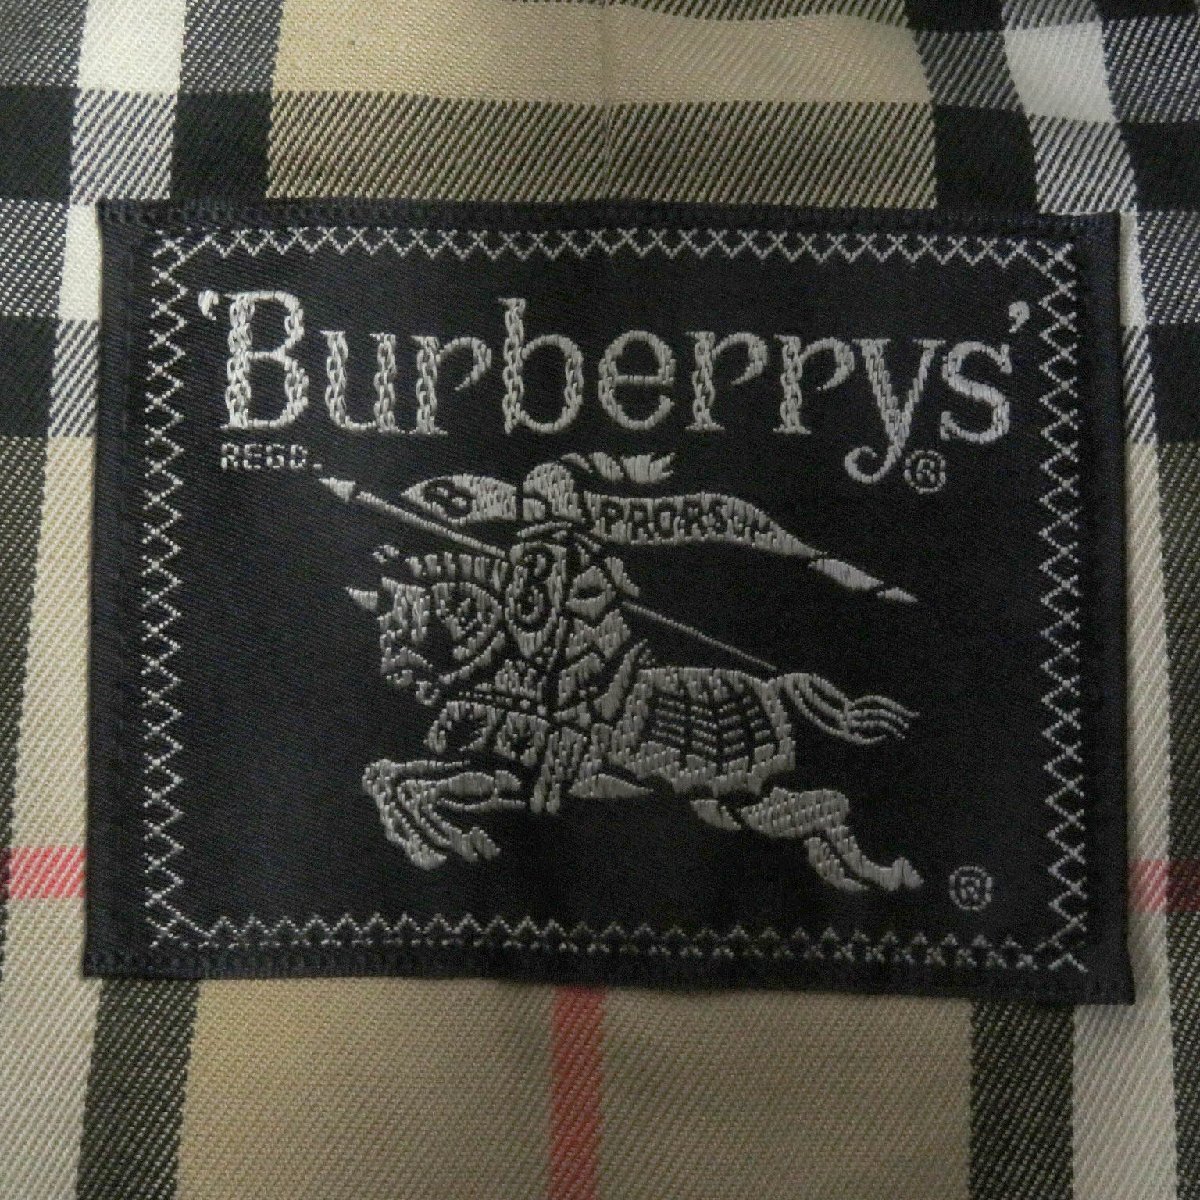 'Burberrys'
REGD. ®
B PRORSUM
B
®